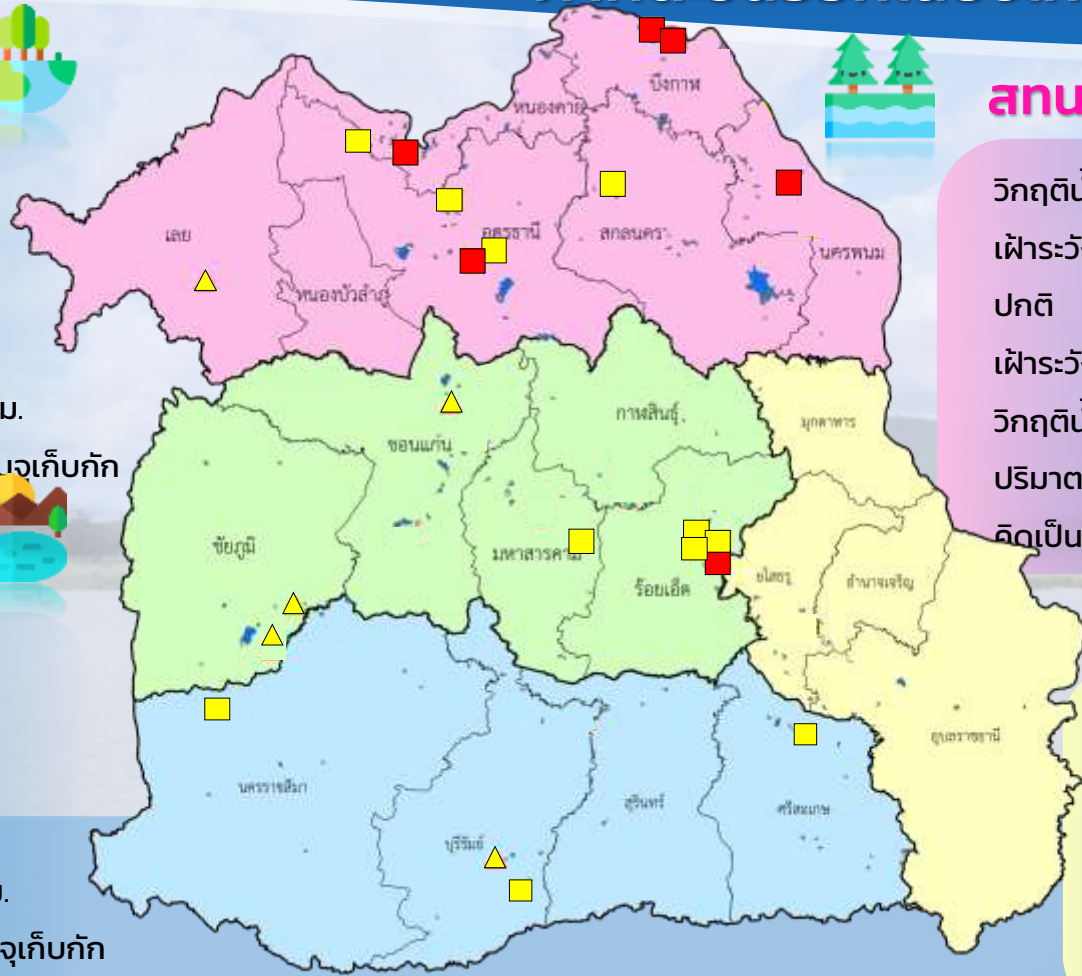 สทน
บึงกาฬ
หนองคาย
วิกฤติน้
เฝ้าระวั
ปกติ
เฝ้าระวั
วิกฤติน้
ปริมาต
คิดเป็น
เลย
อุดรธานี
สกลนคร
นครพนม
หนองบัวลำภู
ม.
มจุเก็บกัก
กาฬสินธุ์
มุกดาหาร
ขอนแก่น
ชัยภูมิ
มหาสารคาม
ร้อยเอ็ด
ยโสธร
อำนาจเจริญ
อุบลราชธานี
นครราชสีมา
สุรินทร์
ศรีสะเกษ
บุรีรัมย์
จุเก็บกัก